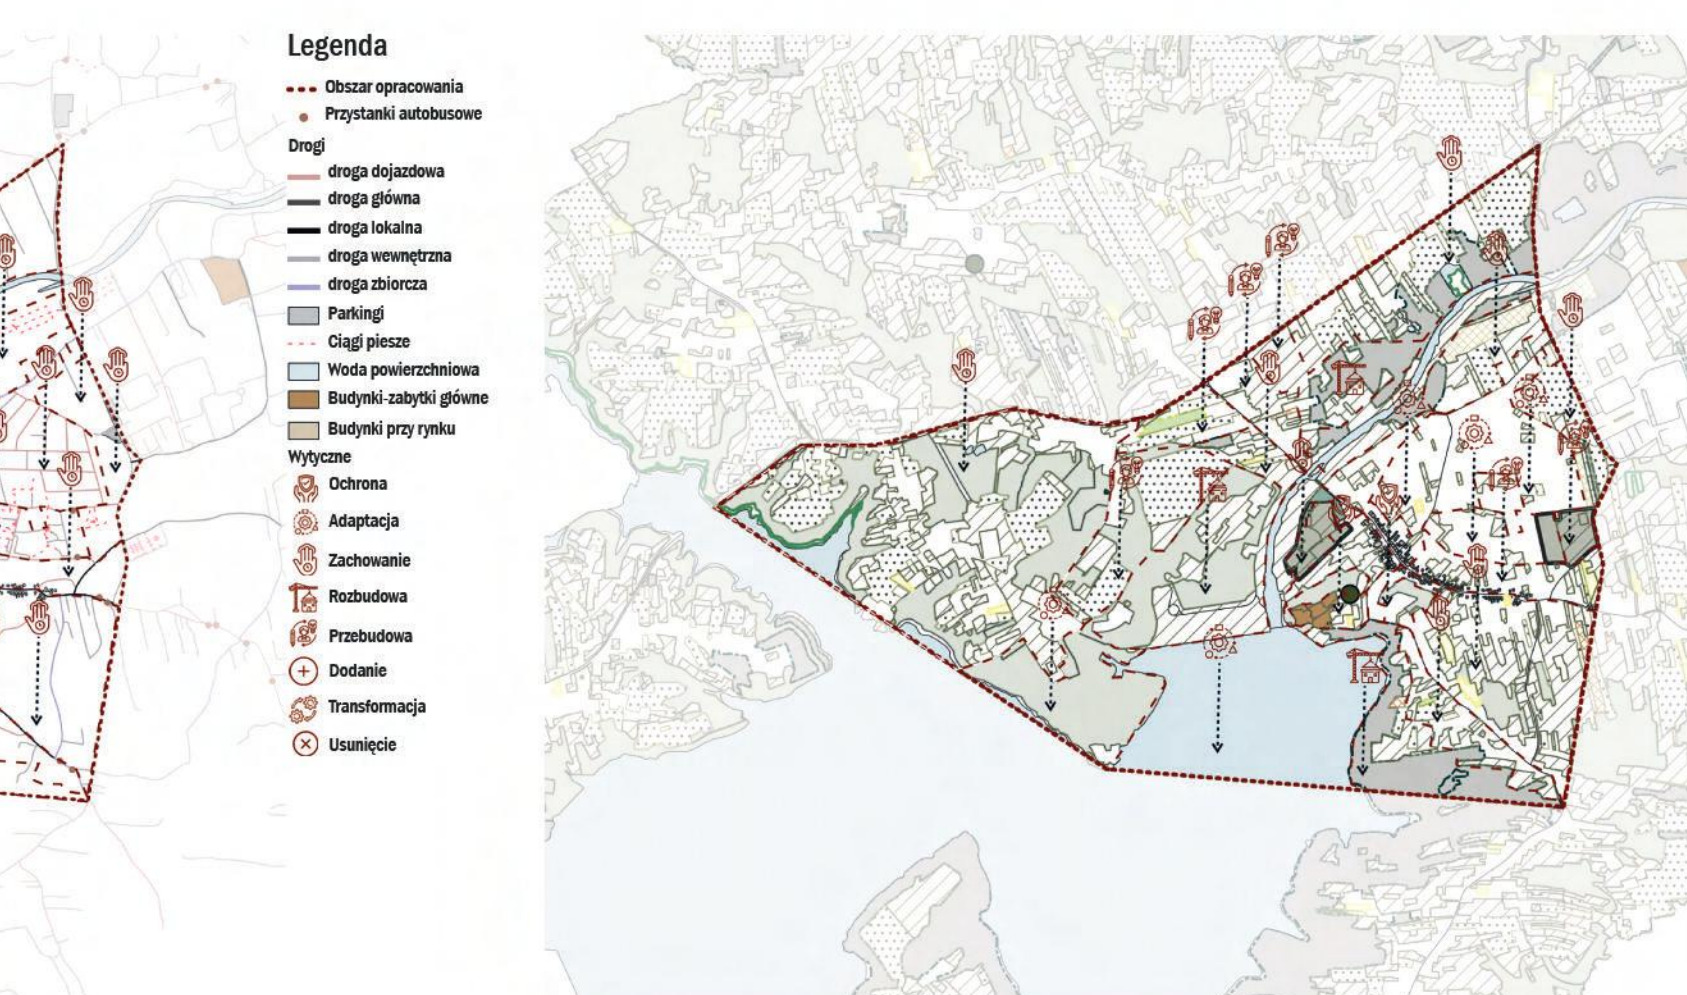 Legenda
Obszar opracowania
Przystanki autobusowe
Drogi
droga dojazdowa
droga główna
droga lokalna
droga wewnętrzna
droga zbiorcza
Parkingi
Ciągi piesze
Woda powierzchniowa
Budynki-zabytki główne
Budynki przy rynku
Wytyczne
Ochrona
Adaptacja
Zachowanie
Rozbudowa
Przebudowa
Dodanie
Transformacja
Usunięcie